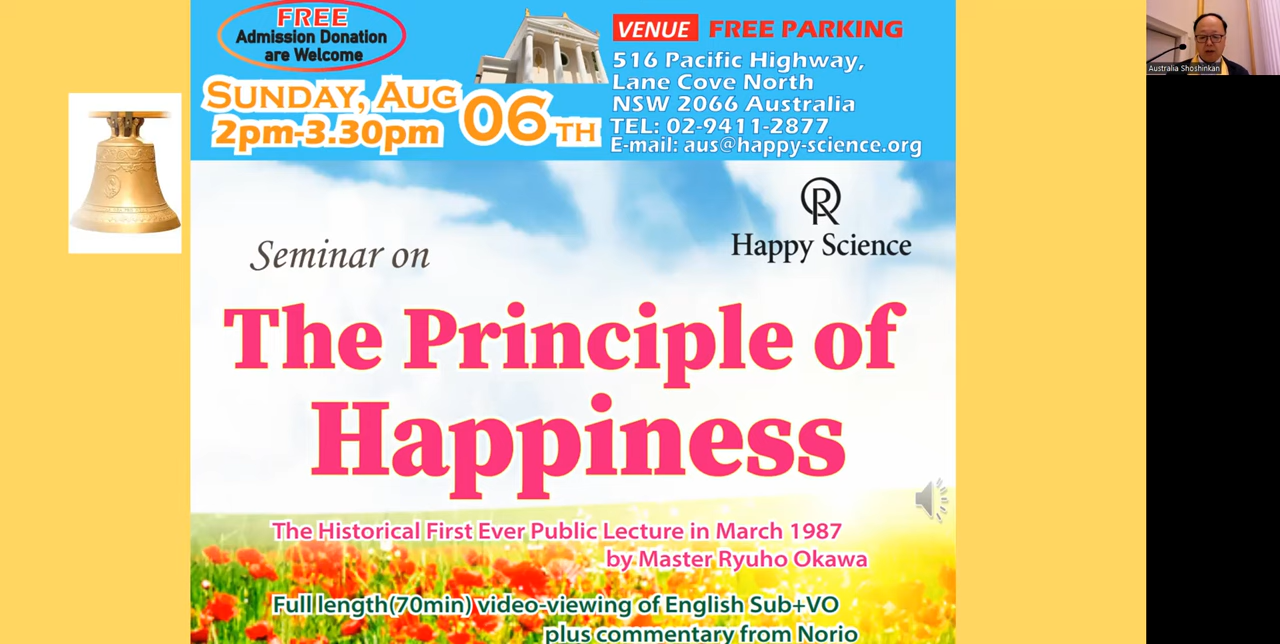 FREE
Admission Donation
are Welcome
SUNDAY, AUG 06 TH
2pm-3.30pm
VENUE FREE PARKING
516 Pacific Highway,
Lane Cove North
NSW 2066 Australia
TEL: 02-9411-2877
E-mail: aus@happy-science.org
Australia Shoshinkan
R
Happy Science
Seminar on
The Principle of
Happiness
The Historical First Ever Public Lecture in March 1987
by Master Ryuho Okawa
Full length(70min) video-viewing of English Sub+VO
plus commentary from Norio